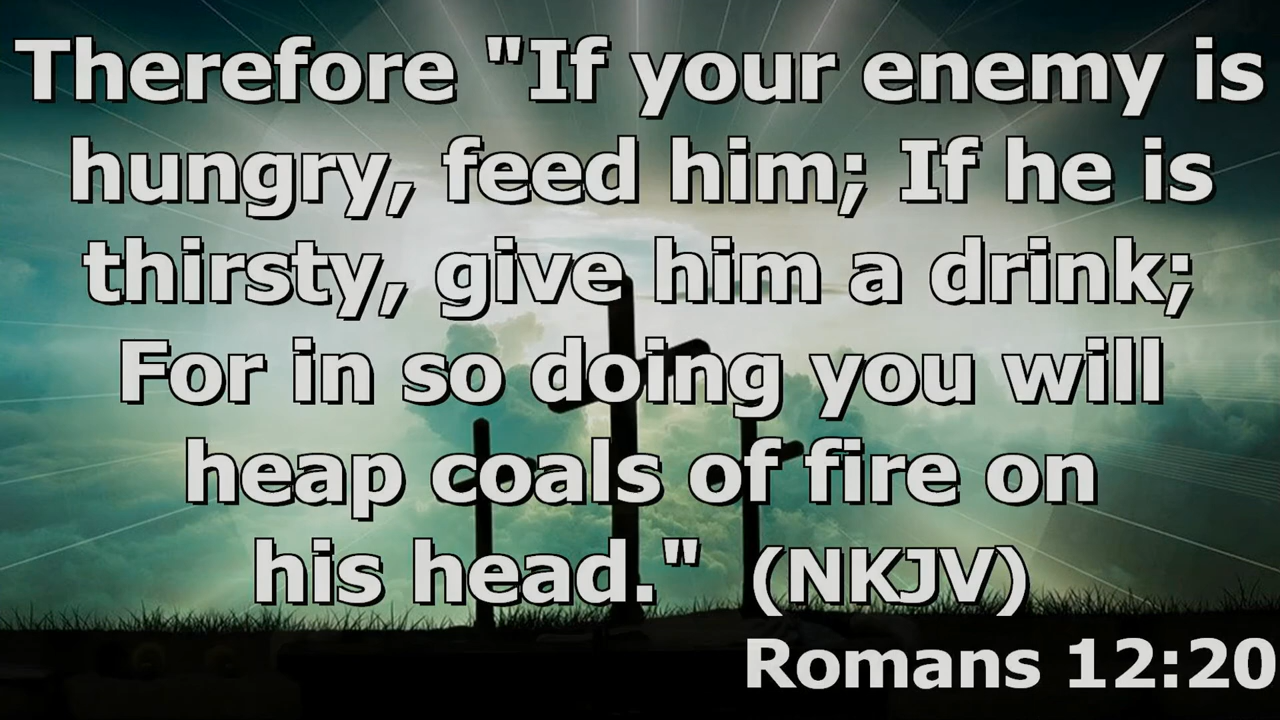 Therefore "If your enemy is
hungry, feed him; If he is
thirsty, give him a drink;
For in so doing you will
heap coals of fire on
his head." (NKJV)
Romans 12:20